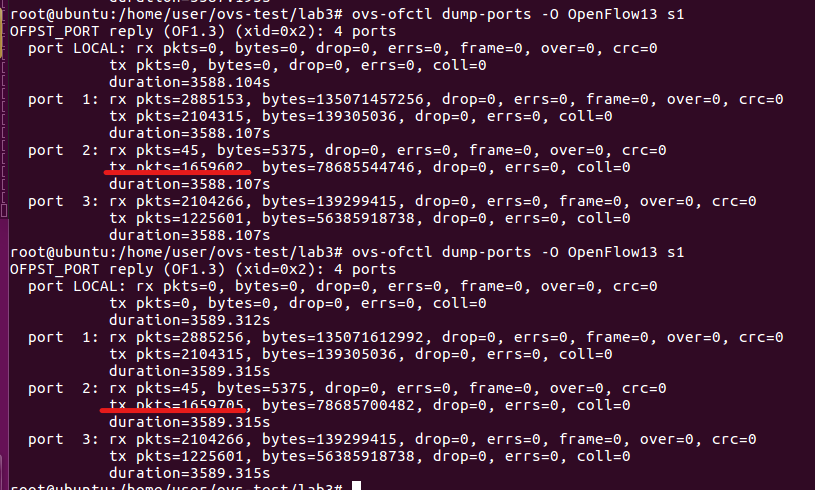 duration=3587.193s
root@ubuntu:/home/user/ovs-test/lab3# ovs-ofctl dump-ports -O OpenFlow13 s1
OFPST_PORT reply (OF1.3) (xid=0x2): 4 ports
port LOCAL: rx pkts=0, bytes=0, drop=0, errs=0, frame=0, over=0, crc=0
tx pkts=0, bytes=0, drop=0, errs=0, coll=0
duration=3588.104s
port 1: rx pkts=2885153, bytes=135071457256, drop=0, errs=0, frame=0, over=0, crc=0
tx pkts=2104315, bytes=139305036, drop=0, errs=0, coll=0
duration=3588.107s
port 2: rx pkts=45, bytes=5375, drop=0, errs=0, frame=0, over=0, crc=0
tx pkts=1659602, bytes=78685544746, drop=0, errs=0, coll=0
duration=3588.107s
port 3: rx pkts=2104266, bytes=139299415, drop=0, errs=0, frame=0, over=0, crc=0
tx pkts=1225601, bytes=56385918738, drop=0, errs=0, coll=0
duration=3588.107s
root@ubuntu:/home/user/ovs-test/lab3# ovs-ofctl dump-ports -O OpenFlow13 s1
OFPST_PORT reply (OF1.3) (xid=0x2): 4 ports
port LOCAL: rx pkts=0, bytes=0, drop=0, errs=0, frame=0, over=0, crc=0
tx pkts=0, bytes=0, drop=0, errs=0, coll=0
duration=3589.312s
port 1: rx pkts=2885256, bytes=135071612992, drop=0, errs=0, frame=0, over=0, crc=0
tx pkts=2104315, bytes=139305036, drop=0, errs=0, coll=0
duration=3589.315s
port 2: rx pkts=45, bytes=5375, drop=0, errs=0, frame=0, over=0, crc=0
tx pkts=1659705, bytes=78685700482, drop=0, errs=0, coll=0
duration=3589.315s
port 3: rx pkts=2104266, bytes=139299415, drop=0, errs=0, frame=0, over=0, crc=0
tx pkts=1225601, bytes=56385918738, drop=0, errs=0, coll=0
duration=3589.315s
root@ubuntu:/home/user/ovs-test/lab3#